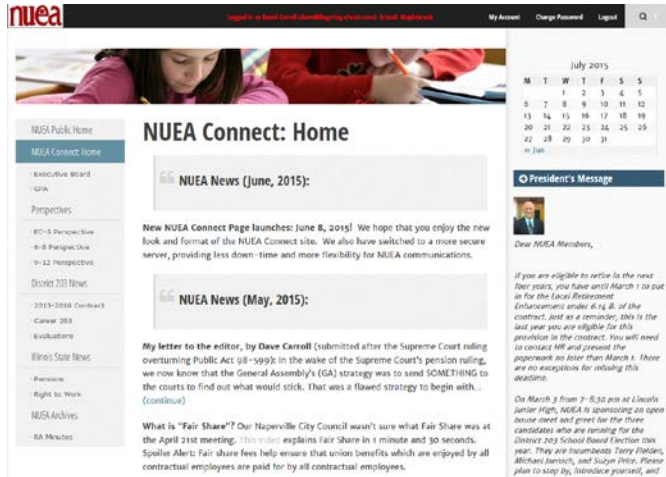 nuea
Logged in as David Carroll
School: Maplebrook
My Account Change Password Logout
NUEA Public Home
NUEA Connect: Home
Executive Board
Perspectives
EC-5 Perspective
6-8 Perspective
9-12 Perspective
District 203 News
2013-2016 Contract
Career 203
Evaluations
Illinois State News
Pensions
Right to Work
NUEA Archives
RA Minutes
NUEA Connect: Home
NUEA News (June, 2015):
New NUEA Connect Page launches: June 8, 2015! We hope that you enjoy the new
look and format of the NUEA Connect site. We also have switched to a more secure
server, providing less down-time and more flexibility for NUEA communications.
NUEA News (May, 2015):
My letter to the editor, by Dave Carroll (submitted after the Supreme Court ruling
overturning Public Act 98-599): In the wake of the Supreme Court's pension ruling,
we now know that the General Assembly's (GA) strategy was to send SOMETHING to
the courts to find out what would stick. That was a flawed strategy to begin with...
(continue)
What is "Fair Share"? Our Naperville City Council wasn't sure what Fair Share was at
the April 21st meeting. This video explains Fair Share in 1 minute and 30 seconds.
Spoiler Alert: Fair share fees help ensure that union benefits which are enjoyed by all
contractual employees are paid for by all contractual employees.
July 2015
M T W T F S S
1 2 3 4 5
6 7 8 9 10 11 12
13 14 15 16 17 18 19
20 21 22 23 24 25 26
27 28 29 30 31
« Jun
President's Message
Dear NUEA Members,
If you are eligible to retire in the next
four years, you have until March 1 to put
in for the Local Retirement
Enhancement under 6.14 B. of the
contract. Just as a reminder, this is the
last year you are eligible for this
provision in the contract. You will need
to contact HR and present the
paperwork no later than March 1. There
are no exceptions for missing this
deadline.
On March 3 from 7-8:30 pm at Lincoln
Junior High, NUEA is sponsoring an open
house meet and greet for the three
candidates who are running for the
District 203 School Board Election this
year. They are incumbents Terry Fielden,
Michael Jaensch, and Suzyn Price. Please
plan to stop by, introduce yourself, and